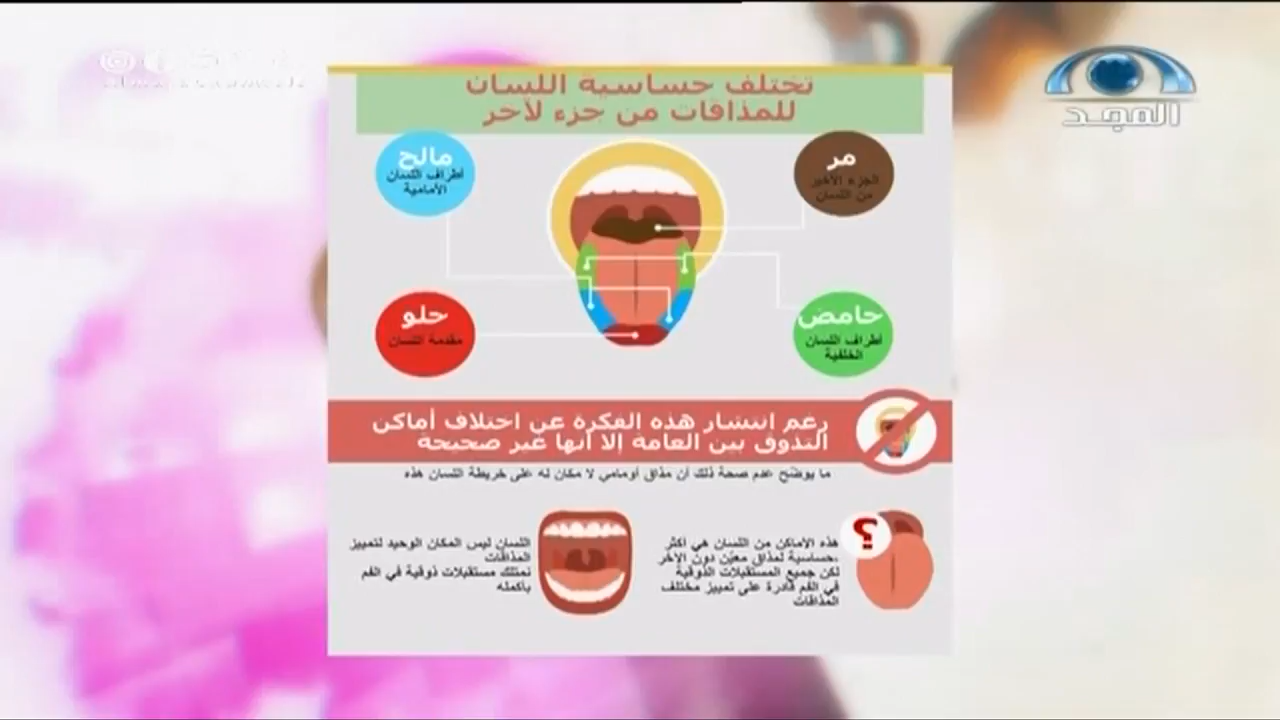 المجد
تختلف حساسية اللسان
للمذاقات من جزء لآخر
مر
الجزء الأخير
من اللسان
مالح
أطراف اللسان
الأمامية
حامض
أطراف اللسان
الخلفية
حلو
مقدمة اللسان
رغم انتشار هذه الفكرة عن اختلاف أماكن
التذوق بين العامة إلا أنها غير صحيحة
ما يوضح عدم صحة ذلك أن مذاق أومامي لا مكان له على خريطة اللسان هذه
؟
هذه الأماكن من اللسان هي أكثر
حساسية لمذاق معيّن دون الآخر،
لكن جميع المستقبلات الذوقية
في الفم قادرة على تمييز مختلف
المذاقات
اللسان ليس المكان الوحيد لتمييز
المذاقات
نمتلك مستقبلات ذوقية في الفم
بأكمله